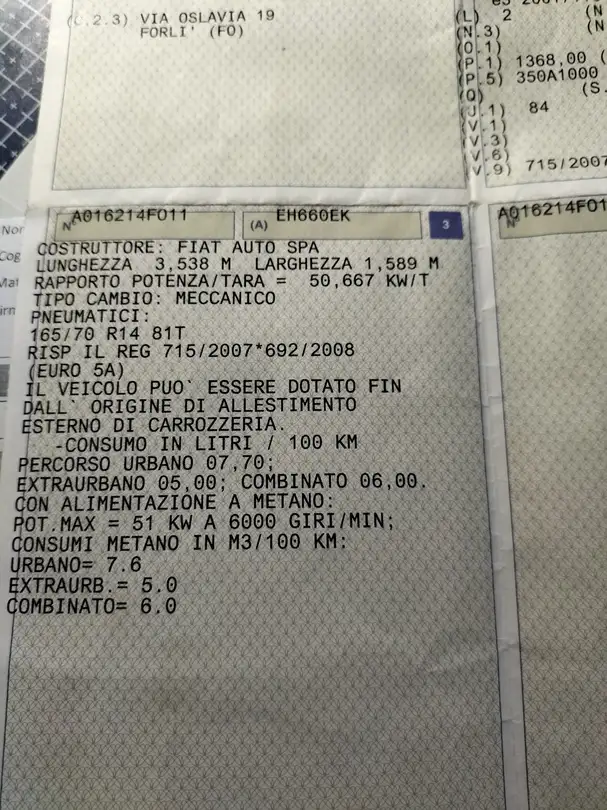 (C.2.3) VIA OSLAVIA 19
FORLI' (FO)
(L) 2 (N
(N.3) (N
(O.1)
(P.1) 1368,00 (
(P.5) 350A1000
(Q) (S.
(U.1) 84
(V.1)
(V.3)
(V.6)
(V.9) 715/2007
N° A016214FO11
(A) EH660EK
3
COSTRUTTORE: FIAT AUTO SPA
LUNGHEZZA 3,538 M LARGHEZZA 1,589 M
RAPPORTO POTENZA/TARA = 50,667 KW/T
TIPO CAMBIO: MECCANICO
PNEUMATICI:
165/70 R14 81T
RISP IL REG 715/2007*692/2008
(EURO 5A)
IL VEICOLO PUO` ESSERE DOTATO FIN
DALL` ORIGINE DI ALLESTIMENTO
ESTERNO DI CARROZZERIA.
-CONSUMO IN LITRI / 100 KM
PERCORSO URBANO 07,70;
EXTRAURBANO 05,00; COMBINATO 06,00.
CON ALIMENTAZIONE A METANO:
POT.MAX = 51 KW A 6000 GIRI/MIN;
CONSUMI METANO IN M3/100 KM:
URBANO= 7.6
EXTRAURB.= 5.0
COMBINATO= 6.0
N° A016214FO1
Nor
Cog
Mat